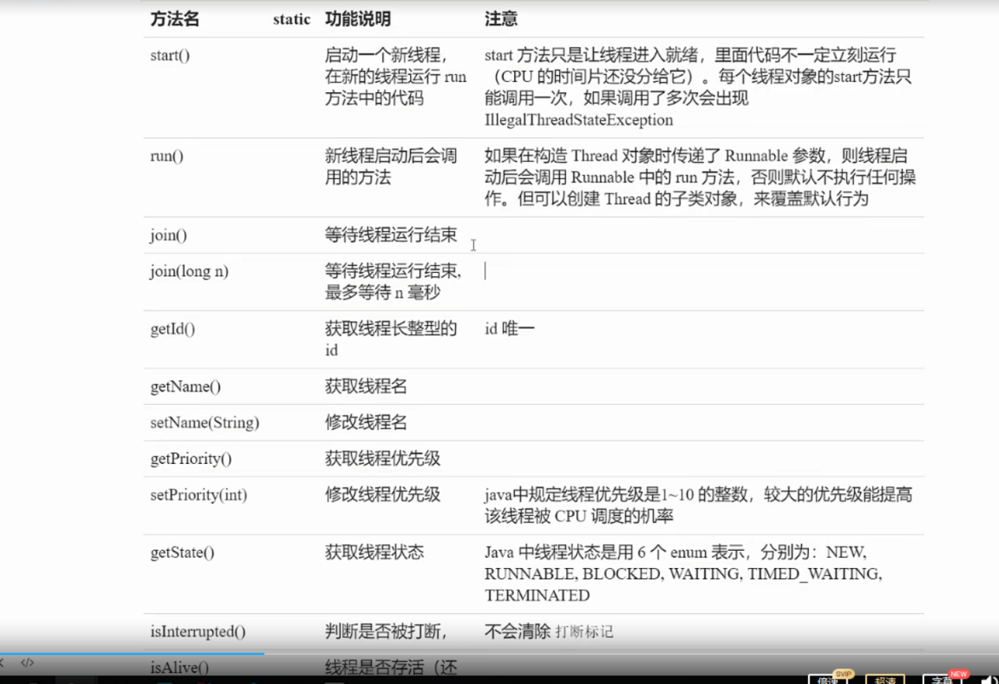 方法名 static 功能说明 注意
start() 启动一个新线程， start 方法只是让线程进入就绪，里面代码不一定立刻运行
在新的线程运行 run （CPU 的时间片还没分给它）。每个线程对象的start方法只
方法中的代码 能调用一次，如果调用了多次会出现
IllegalThreadStateException
run() 新线程启动后会调 如果在构造 Thread 对象时传递了 Runnable 参数，则线程启
用的方法 动后会调用 Runnable 中的 run 方法，否则默认不执行任何操
作。但可以创建 Thread 的子类对象，来覆盖默认行为
join() 等待线程运行结束
join(long n) 等待线程运行结束,
最多等待 n 毫秒
getId() 获取线程长整型的 id 唯一
id
getName() 获取线程名
setName(String) 修改线程名
getPriority() 获取线程优先级
setPriority(int) 修改线程优先级 java中规定线程优先级是1~10 的整数，较大的优先级能提高
该线程被 CPU 调度的机率
getState() 获取线程状态 Java 中线程状态是用 6 个 enum 表示，分别为：NEW,
RUNNABLE, BLOCKED, WAITING, TIMED_WAITING,
TERMINATED
isInterrupted() 判断是否被打断， 不会清除 打断标记
isAlive() 线程是否存活（还
倍速 SVIP 超清 字幕 NEW